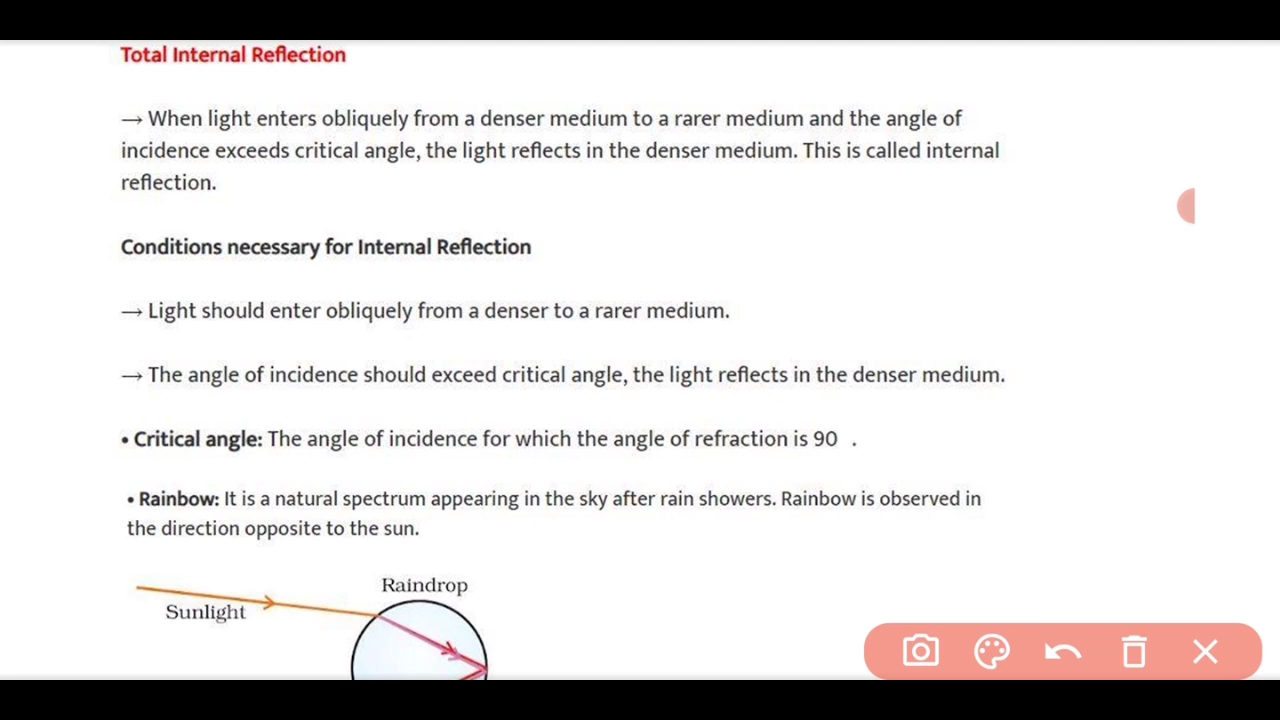 Total Internal Reflection
→ When light enters obliquely from a denser medium to a rarer medium and the angle of
incidence exceeds critical angle, the light reflects in the denser medium. This is called internal
reflection.
Conditions necessary for Internal Reflection
→ Light should enter obliquely from a denser to a rarer medium.
→ The angle of incidence should exceed critical angle, the light reflects in the denser medium.
• Critical angle: The angle of incidence for which the angle of refraction is 90 .
• Rainbow: It is a natural spectrum appearing in the sky after rain showers. Rainbow is observed in
the direction opposite to the sun.
Raindrop
Sunlight